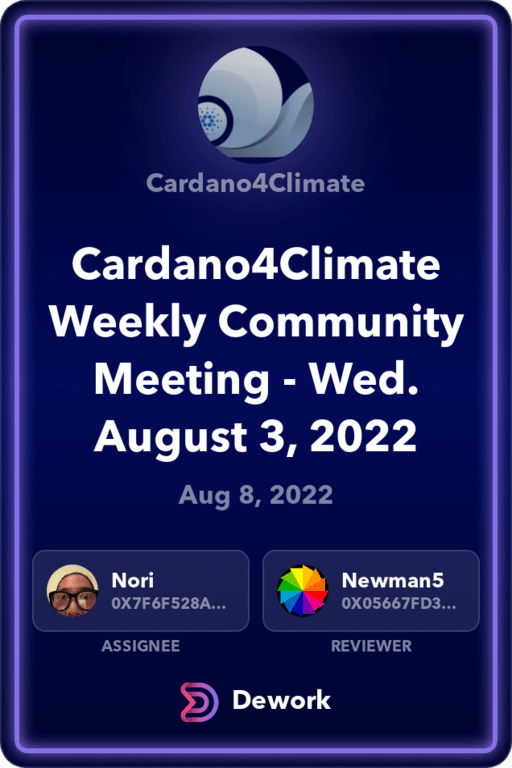 Cardano4Climate
Cardano4Climate
Weekly Community
Meeting - Wed.
August 3, 2022
Aug 8, 2022
Nori
0X7F6F528A...
ASSIGNEE
Newman5
0X05667FD3...
REVIEWER
Dework